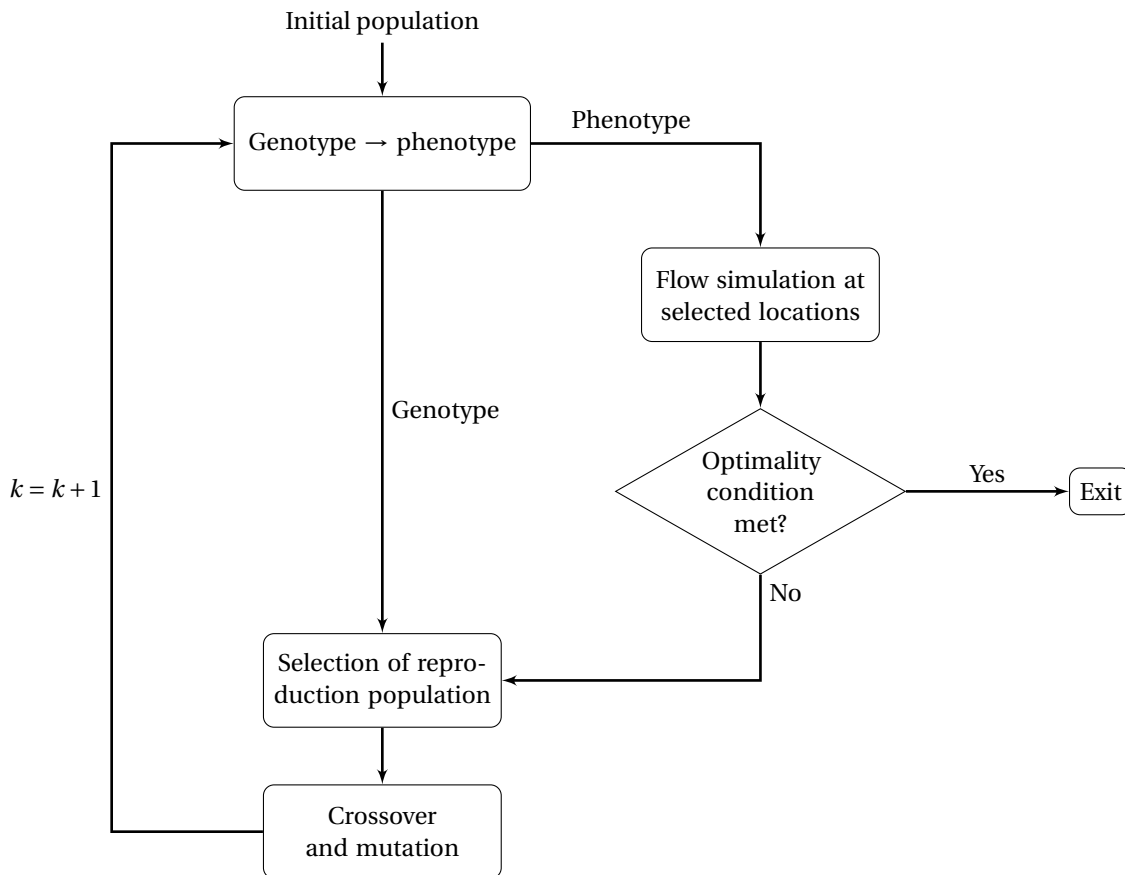 Initial population
Genotype → phenotype
Phenotype
Flow simulation at
selected locations
Genotype
Optimality
condition
met?
Yes
Exit
k = k + 1
No
Selection of repro-
duction population
Crossover
and mutation